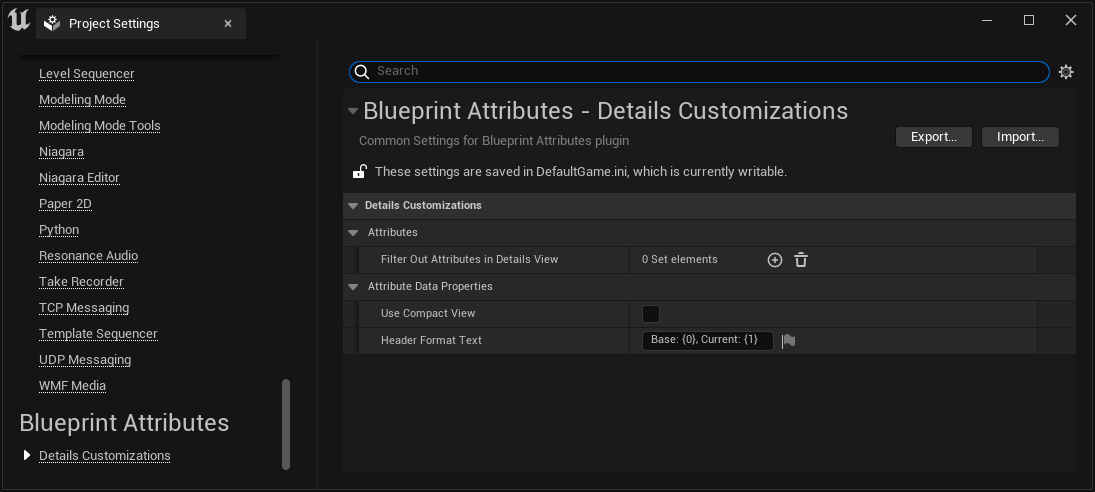 Project Settings
Level Sequencer
Modeling Mode
Modeling Mode Tools
Niagara
Niagara Editor
Paper 2D
Python
Resonance Audio
Take Recorder
TCP Messaging
Template Sequencer
UDP Messaging
WMF Media
Blueprint Attributes
Details Customizations
Search
Blueprint Attributes - Details Customizations
Common Settings for Blueprint Attributes plugin
Export...
Import...
These settings are saved in DefaultGame.ini, which is currently writable.
Details Customizations
Attributes
Filter Out Attributes in Details View 0 Set elements
Attribute Data Properties
Use Compact View
Header Format Text Base: {0}, Current: {1}